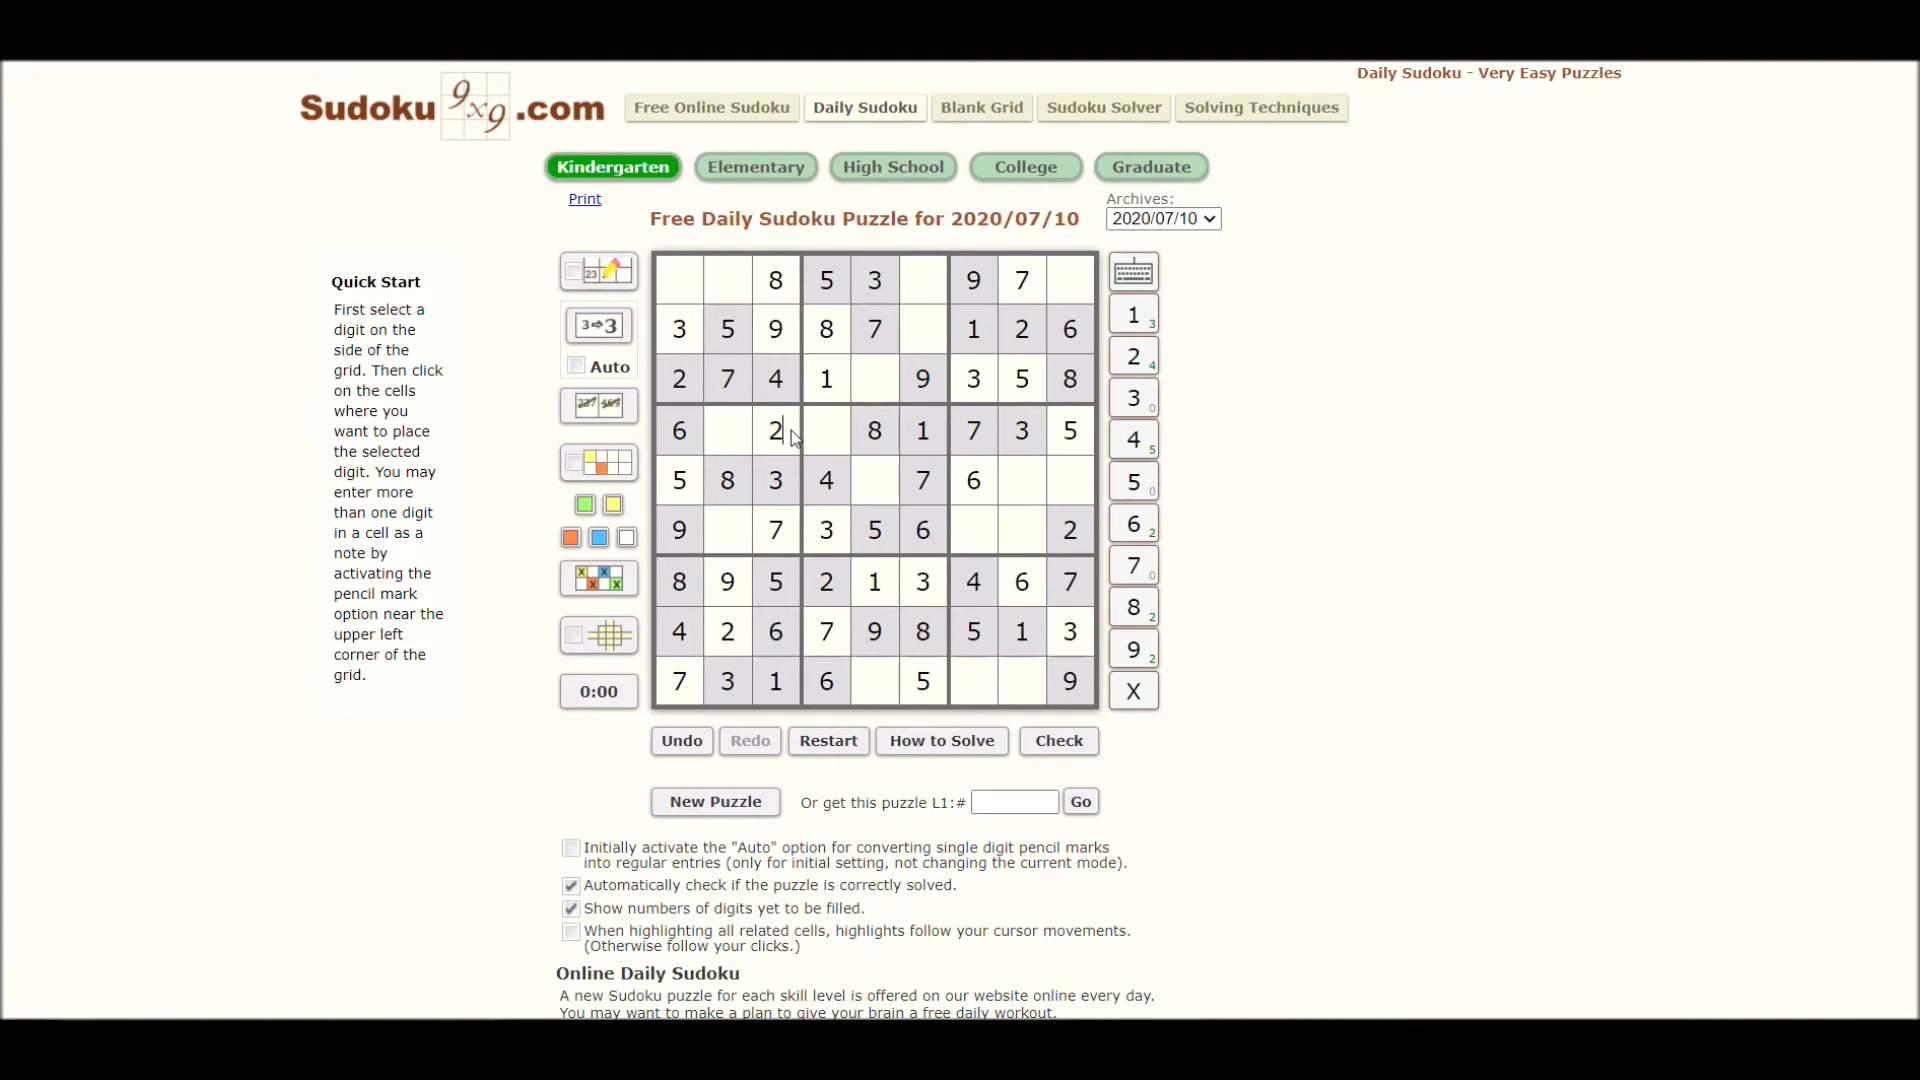 Daily Sudoku - Very Easy Puzzles
Sudoku 9x9 .com
Free Online Sudoku Daily Sudoku Blank Grid Sudoku Solver Solving Techniques
Kindergarten Elementary High School College Graduate
Print
Archives:
Free Daily Sudoku Puzzle for 2020/07/10
2020/07/10
Quick Start
First select a
digit on the
side of the
grid. Then click
on the cells
where you
want to place
the selected
digit. You may
enter more
than one digit
in a cell as a
note by
activating the
pencil mark
option near the
upper left
corner of the
grid.
23
3⇨3
Auto
237 469
X X
X X
0:00
8 5 3 9 7
3 5 9 8 7 1 2 6
2 7 4 1 9 3 5 8
6 2 8 1 7 3 5
5 8 3 4 7 6
9 7 3 5 6 2
8 9 5 2 1 3 4 6 7
4 2 6 7 9 8 5 1 3
7 3 1 6 5 9
1 3
2 4
3 0
4 5
5 0
6 2
7 0
8 2
9 2
X
Undo Redo Restart How to Solve Check
New Puzzle Or get this puzzle L1:# Go
Initially activate the "Auto" option for converting single digit pencil marks
into regular entries (only for initial setting, not changing the current mode).
Automatically check if the puzzle is correctly solved.
Show numbers of digits yet to be filled.
When highlighting all related cells, highlights follow your cursor movements.
(Otherwise follow your clicks.)
Online Daily Sudoku
A new Sudoku puzzle for each skill level is offered on our website online every day.
You may want to make a plan to give your brain a free daily workout.